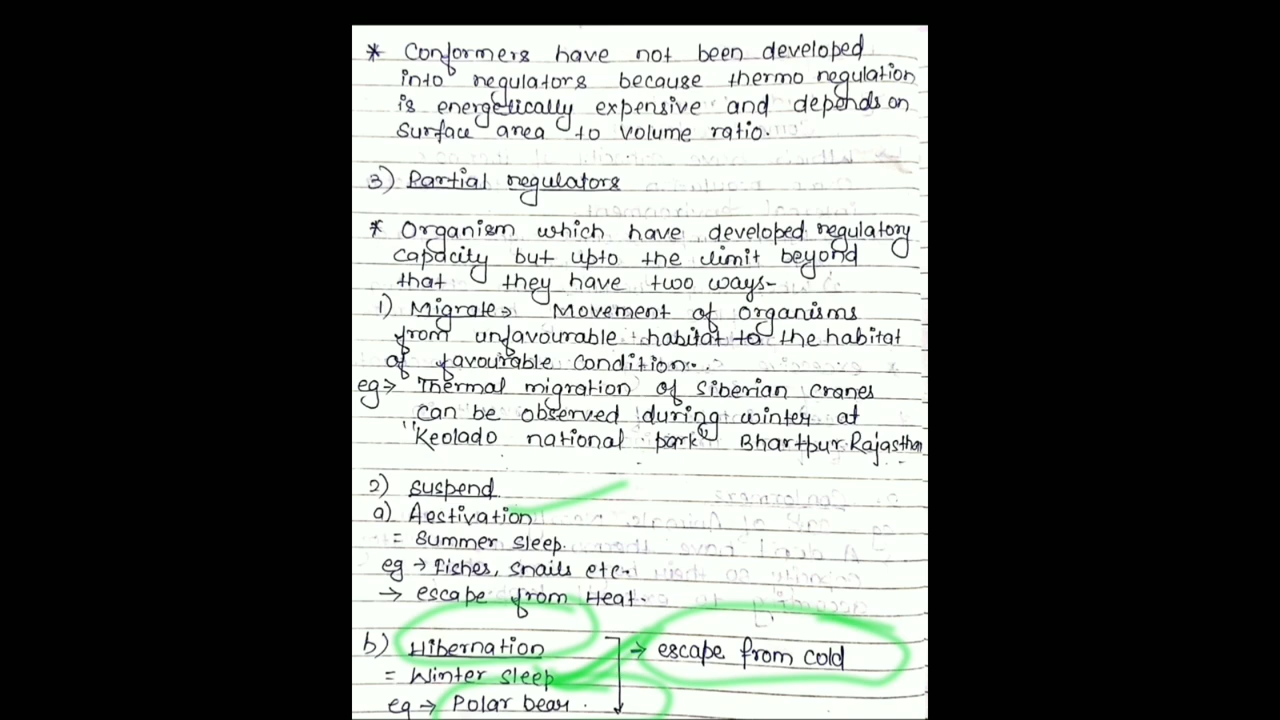 * Conformers have not been developed
into regulators because thermo regulation
is energetically expensive and depends on
surface area to volume ratio.
3) Partial regulators
* Organism which have developed regulatory
capacity but upto the limit beyond
that they have two ways-
1) Migrate → Movement of organisms
from unfavourable habitat to the habitat
of favourable condition.
eg → Thermal migration of Siberian cranes
can be observed during winter at
"Keolado national park" Bhartpur Rajasthan
2) Suspend
a) Aestivation
= Summer sleep.
eg → Fishes, snails etc.
→ escape from Heat.
b) Hibernation → escape from cold
= Winter sleep
eg → Polar bear.